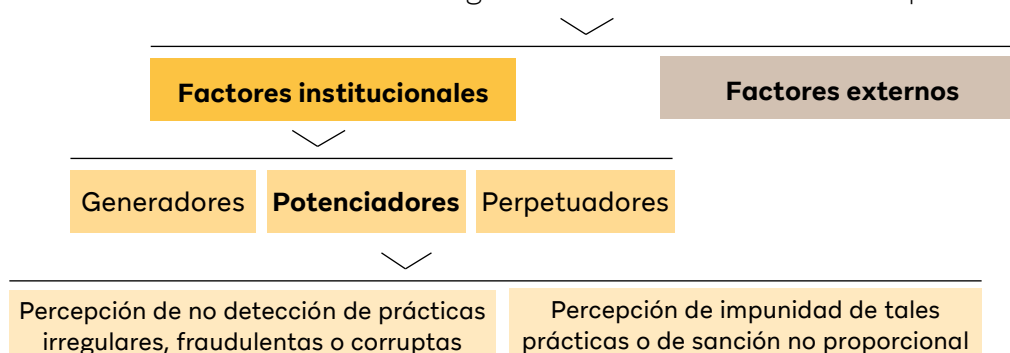 Factores institucionales
Factores externos
Generadores
Potenciadores
Perpetuadores
Percepción de no detección de prácticas
irregulares, fraudulentas o corruptas
Percepción de impunidad de tales
prácticas o de sanción no proporcional